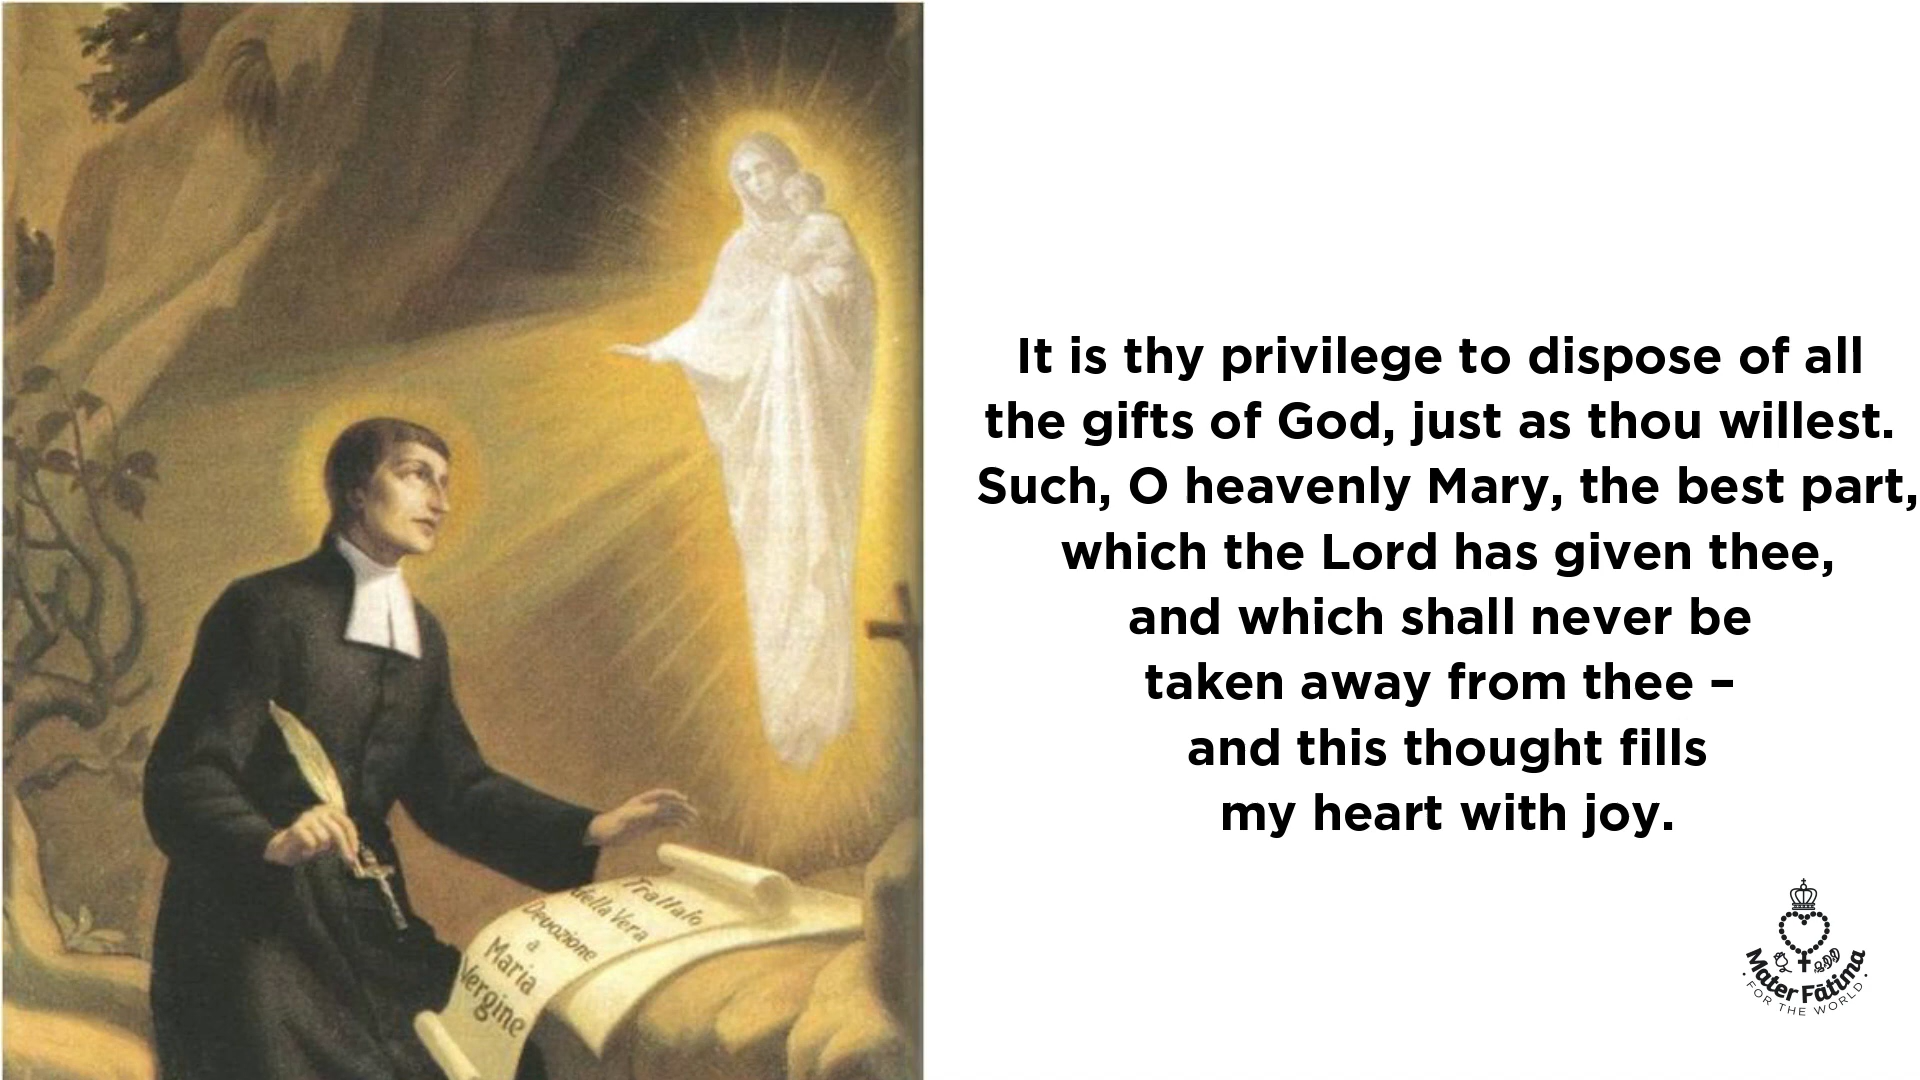 Trattato
della Vera
Devozione
a
Maria
Vergine
It is thy privilege to dispose of all
the gifts of God, just as thou willest.
Such, O heavenly Mary, the best part,
which the Lord has given thee,
and which shall never be
taken away from thee –
and this thought fills
my heart with joy.
Mater Fātima
· FOR THE WORLD ·